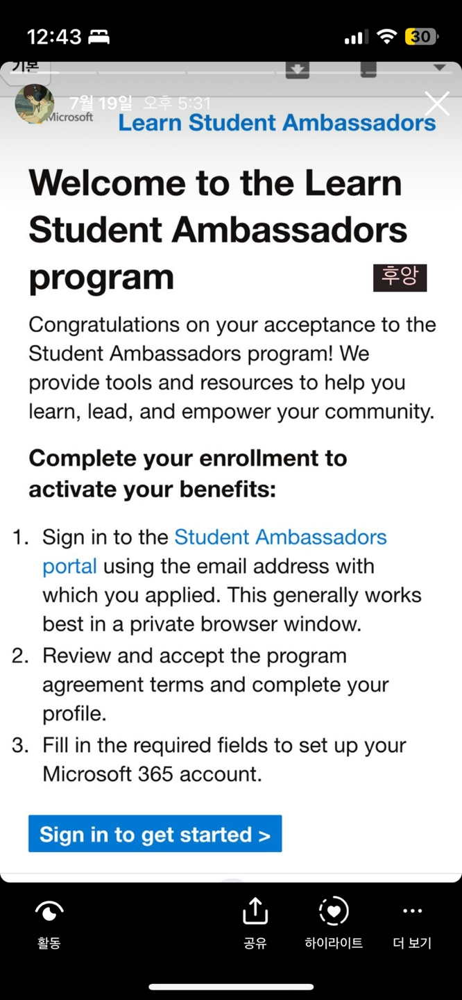 12:43
30
기본
7월 19일 오후 5:31
Microsoft
Learn Student Ambassadors
Welcome to the Learn
Student Ambassadors
program
후앙
Congratulations on your acceptance to the
Student Ambassadors program! We
provide tools and resources to help you
learn, lead, and empower your community.
Complete your enrollment to
activate your benefits:
1. Sign in to the Student Ambassadors
portal using the email address with
which you applied. This generally works
best in a private browser window.
2. Review and accept the program
agreement terms and complete your
profile.
3. Fill in the required fields to set up your
Microsoft 365 account.
Sign in to get started >
활동 공유 하이라이트 더 보기